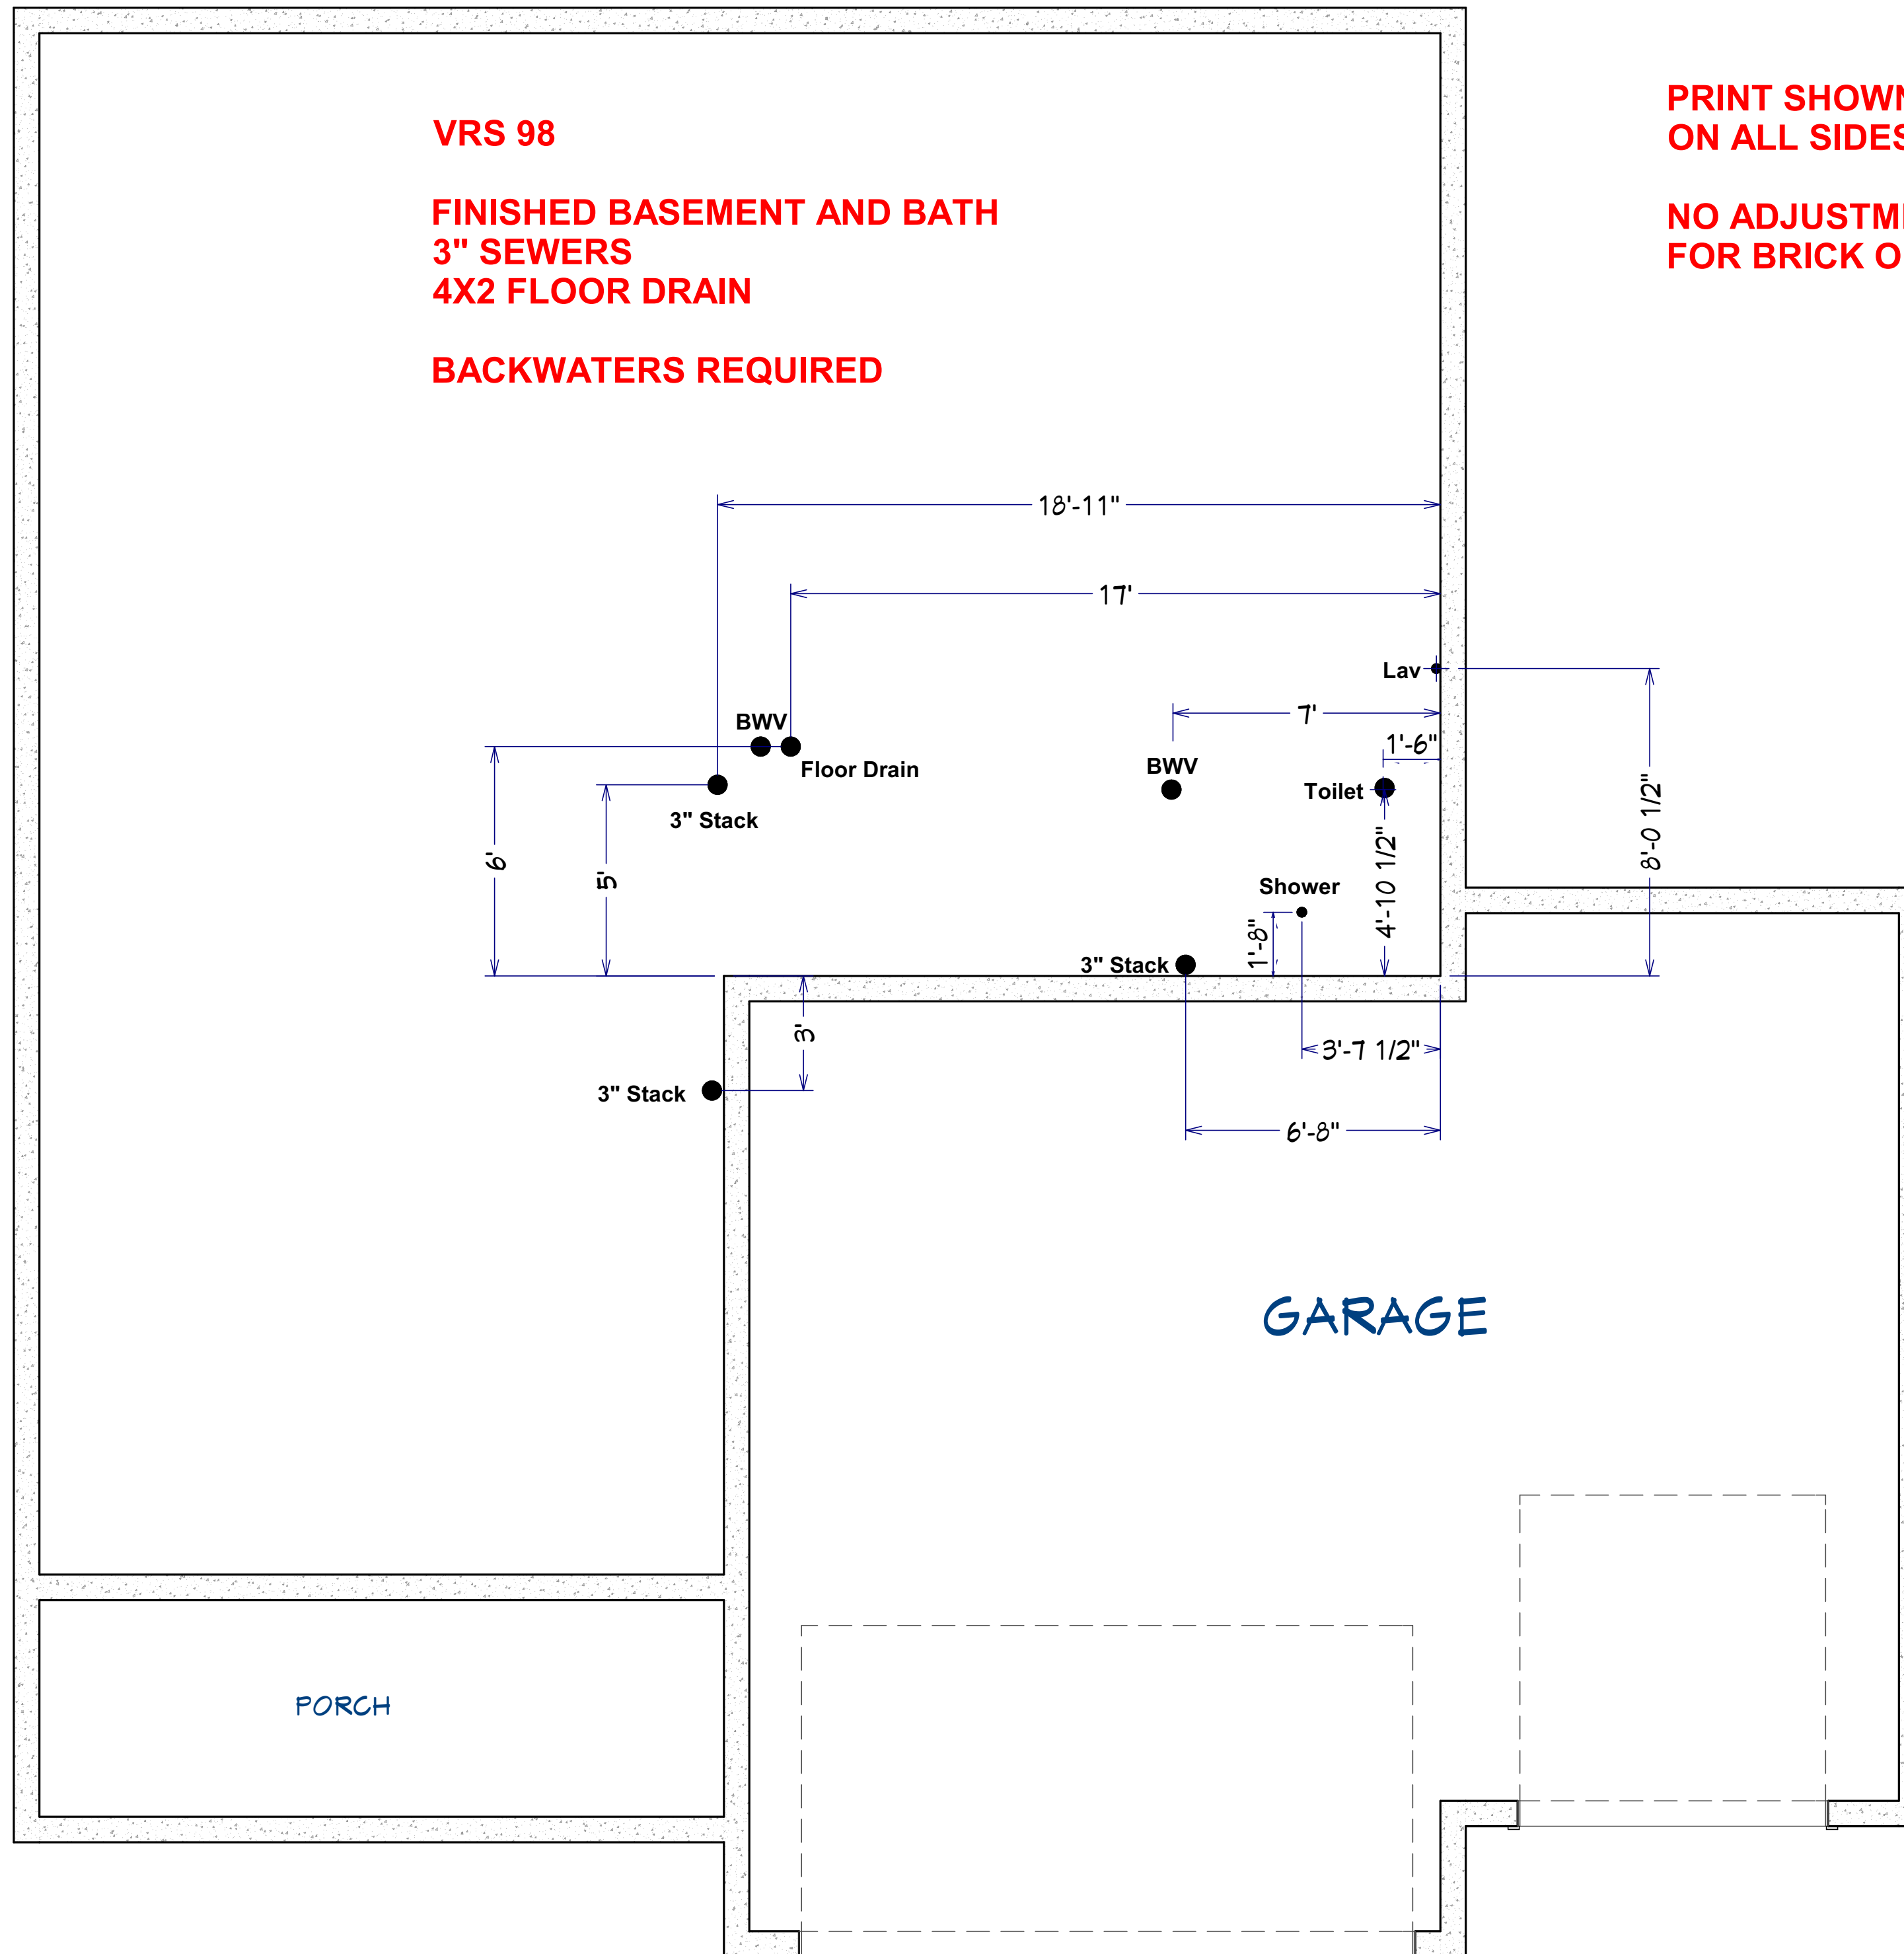 VRS 98
FINISHED BASEMENT AND BATH
3" SEWERS
4X2 FLOOR DRAIN
BACKWATERS REQUIRED
PRINT SHOWN
ON ALL SIDES
NO
FOR BRICK
18'-11"
17'
Lav
7'
1'-6"
BWV
Floor Drain
BWV
Toilet
3" Stack
8'-0 1/2"
6'
5'
4'-10 1/2"
Shower
1'-8"
3" Stack
3'
3'-7 1/2"
3" Stack
6'-8"
GARAGE
PORCH